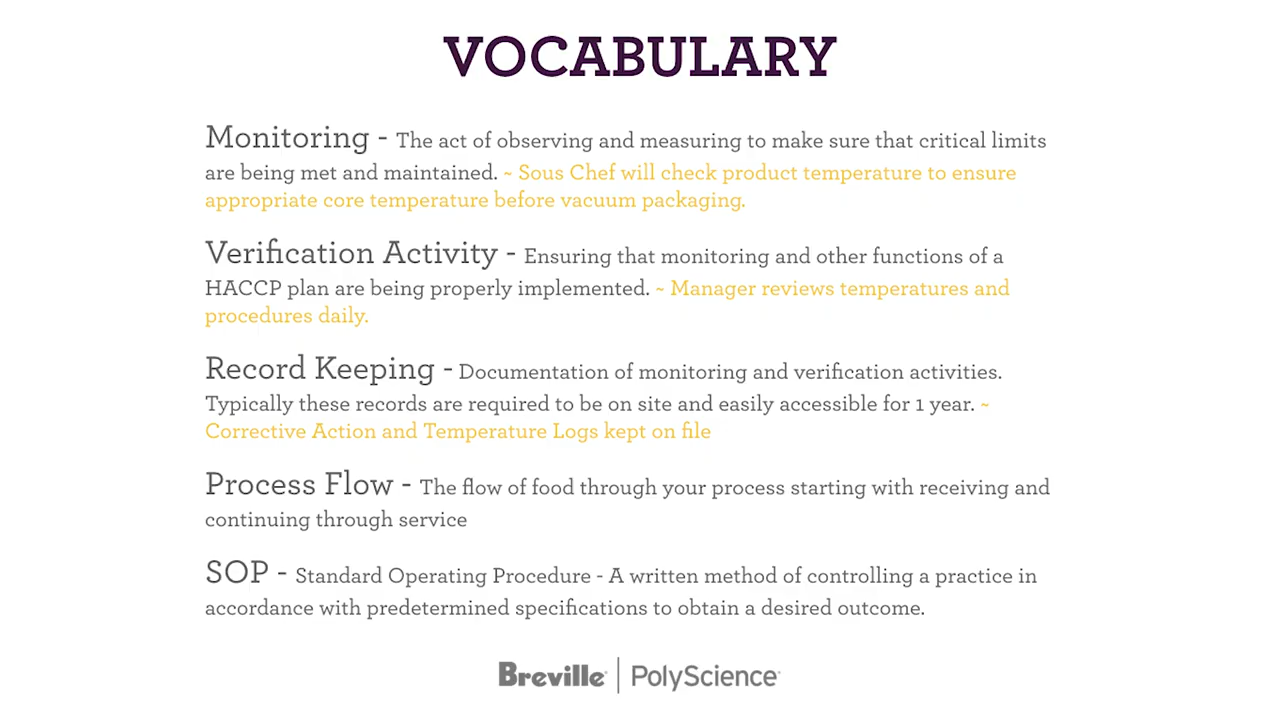 VOCABULARY
Monitoring - The act of observing and measuring to make sure that critical limits
are being met and maintained. ~ Sous Chef will check product temperature to ensure
appropriate core temperature before vacuum packaging.
Verification Activity - Ensuring that monitoring and other functions of a
HACCP plan are being properly implemented. ~ Manager reviews temperatures and
procedures daily.
Record Keeping - Documentation of monitoring and verification activities.
Typically these records are required to be on site and easily accessible for 1 year. ~
Corrective Action and Temperature Logs kept on file
Process Flow - The flow of food through your process starting with receiving and
continuing through service
SOP - Standard Operating Procedure - A written method of controlling a practice in
accordance with predetermined specifications to obtain a desired outcome.
Breville | PolyScience